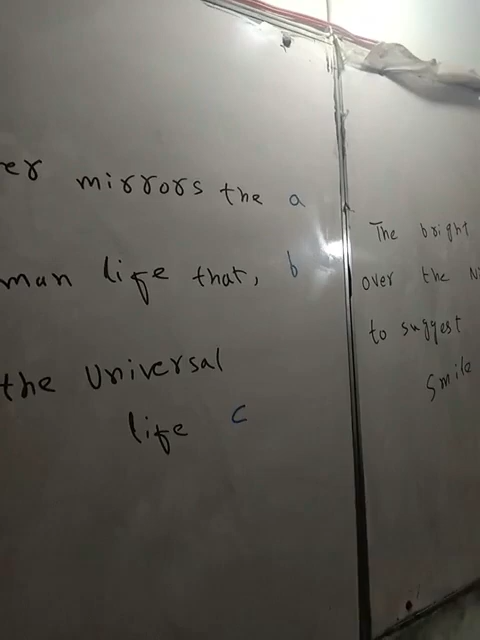 er mirrors the a
man life that, b
the Universal
life c
The bright
over the
to suggest
smile